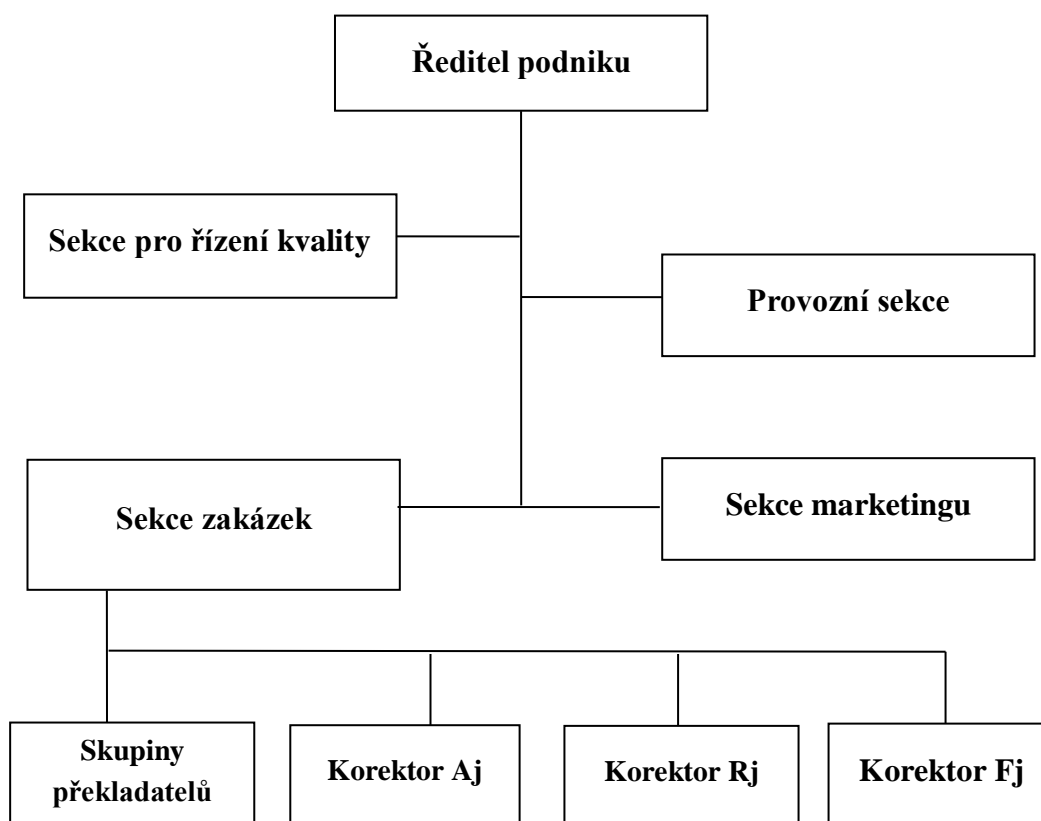 Ředitel podniku
Sekce pro řízení kvality
Provozní sekce
Sekce zakázek
Sekce marketingu
Skupiny
překladatelů
Korektor Aj
Korektor Rj
Korektor Fj